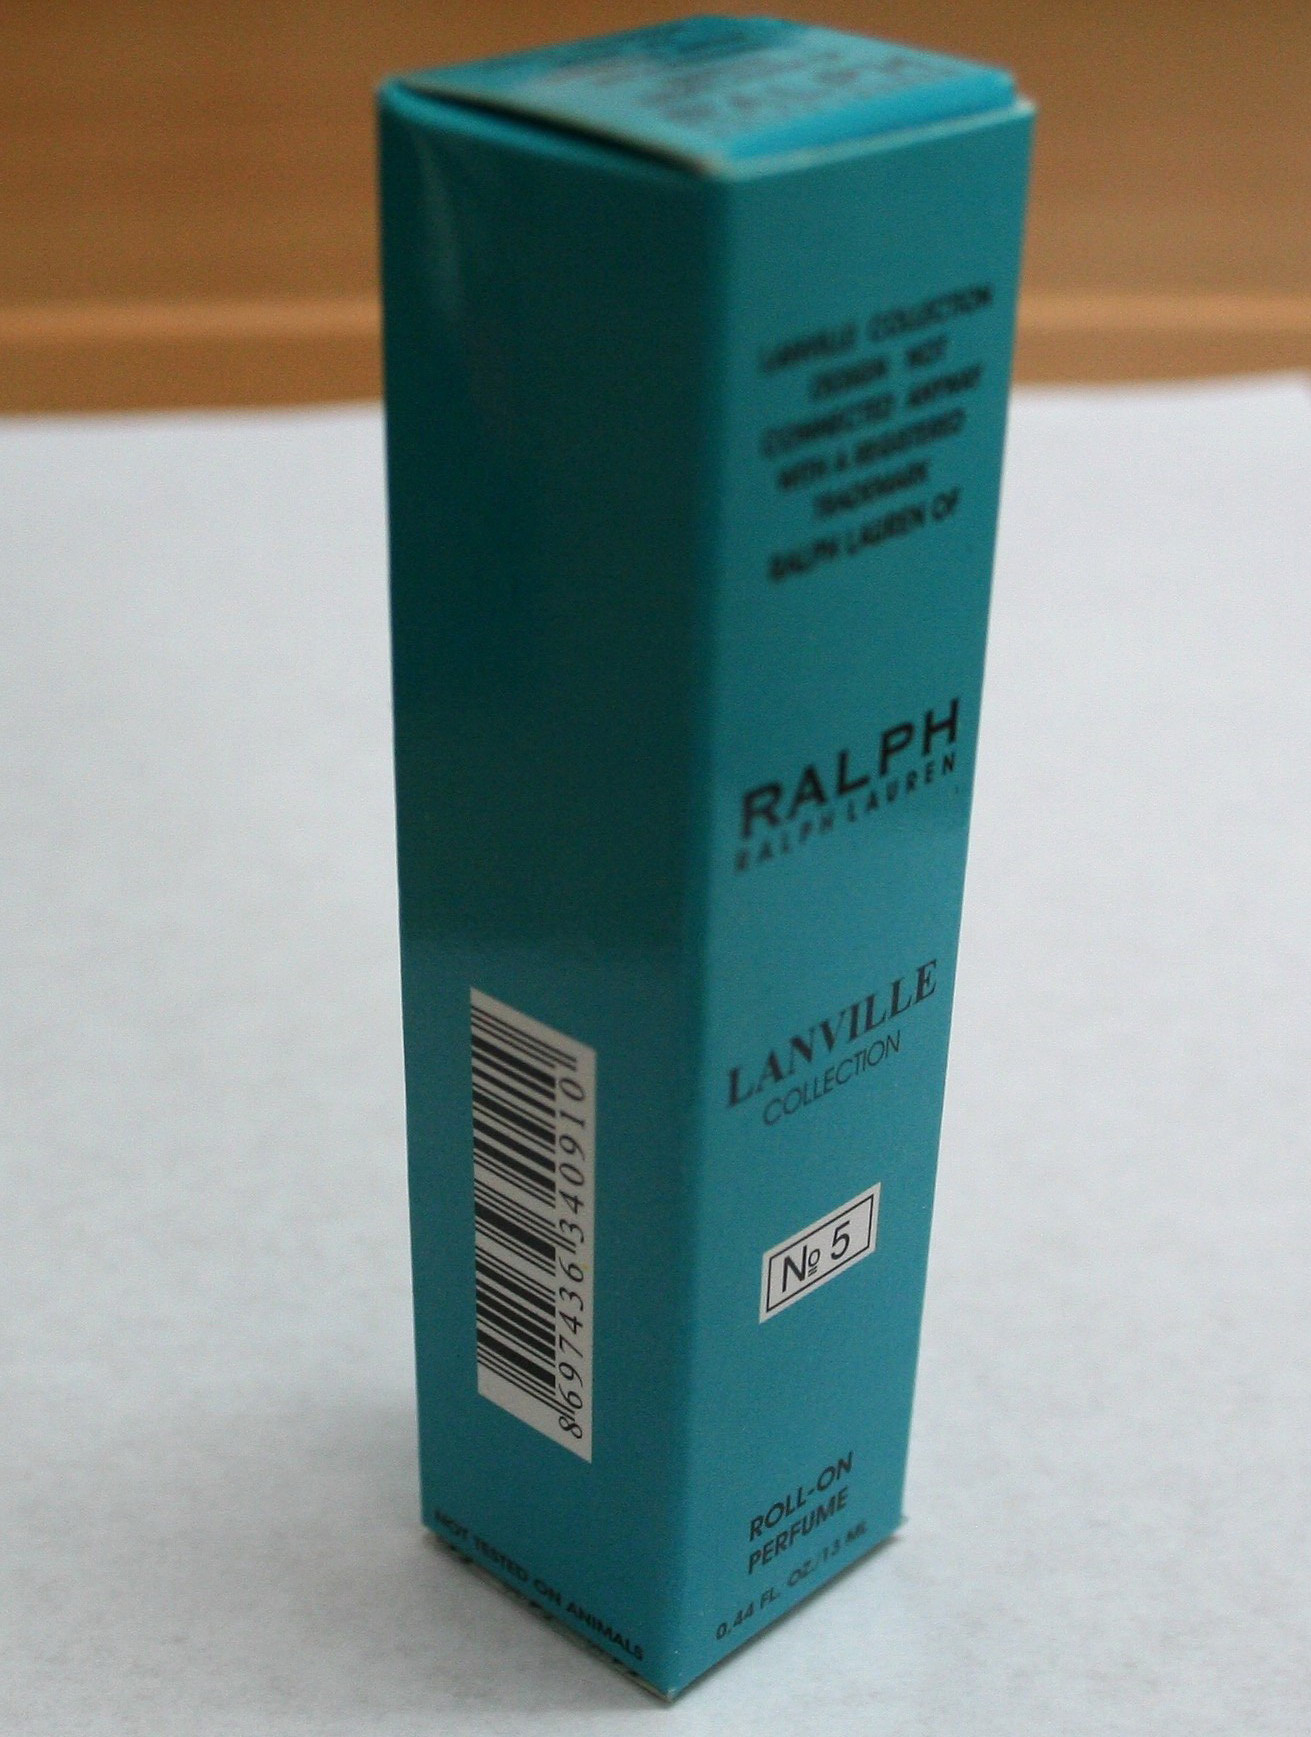 LANVILLE COLLECTION
DESIGN NOT
CONNECTED ANYWAY
WITH A REGISTERED
TRADEMARK
RALPH LAUREN OF
RALPH
RALPH LAUREN
LANVILLE
COLLECTION
№ 5
ROLL-ON
PERFUME
0.44 FL. OZ./13 ML
8 697436 340910
NOT TESTED ON ANIMALS